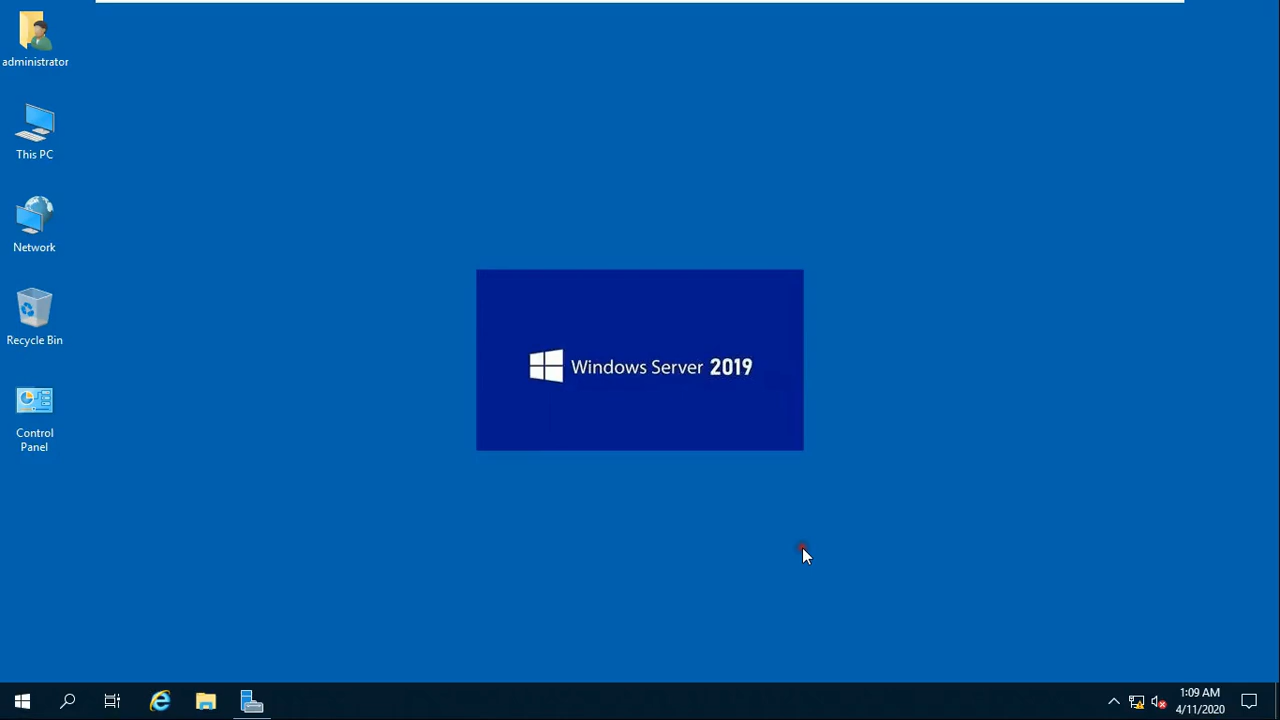 administrator
This PC
Network
Recycle Bin
Control
Panel
Windows Server 2019
1:09 AM
4/11/2020